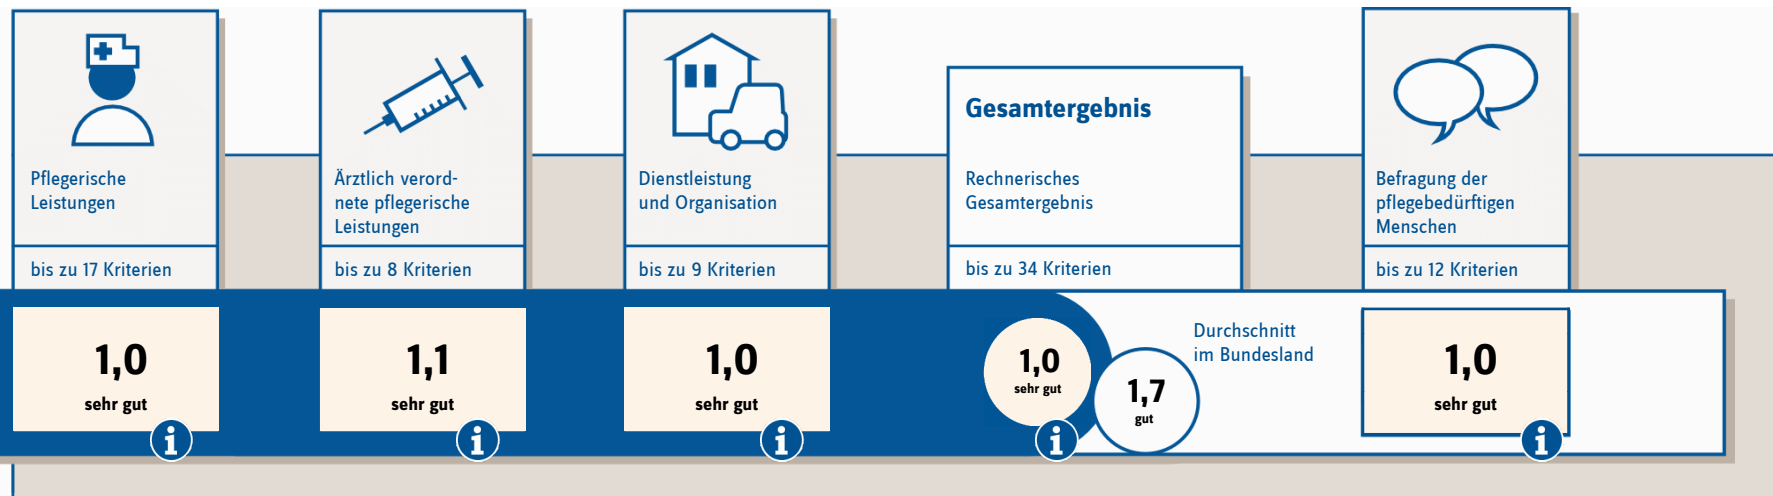 Pflegerische
Leistungen
bis zu 17 Kriterien
1,0
sehr gut
i
Ärztlich verord-
nete pflegerische
Leistungen
bis zu 8 Kriterien
1,1
sehr gut
i
Dienstleistung
und Organisation
bis zu 9 Kriterien
1,0
sehr gut
i
Gesamtergebnis
Rechnerisches
Gesamtergebnis
bis zu 34 Kriterien
1,0
sehr gut
i
1,7
gut
Durchschnitt
im Bundesland
Befragung der
pflegebedürftigen
Menschen
bis zu 12 Kriterien
1,0
sehr gut
i